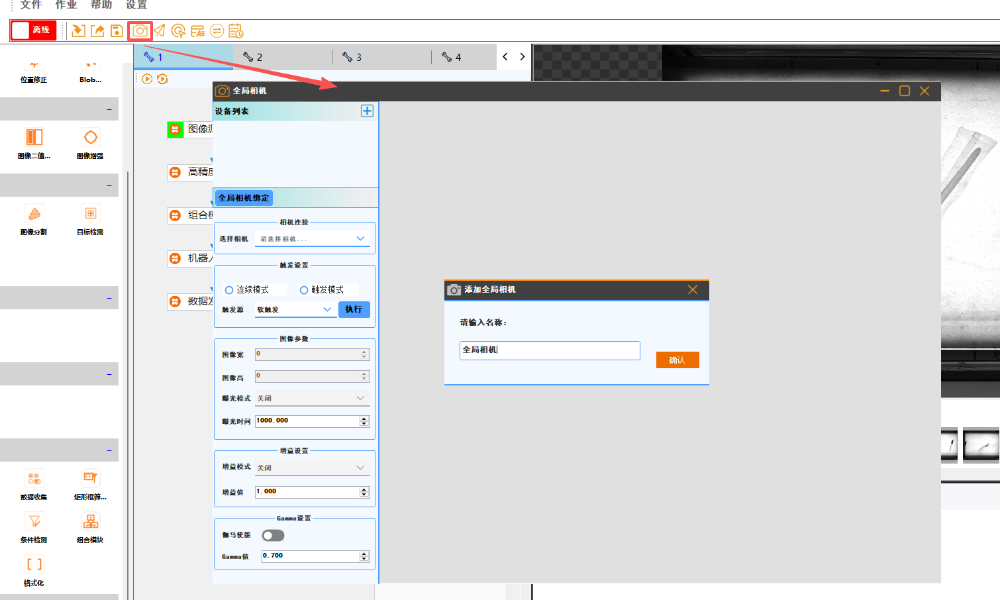 文件 作业 帮助 设置
离线
1 2 3 4
位置修正 Blob...
图像二值... 图像增强
图像分割 目标检测
数据收集 矩形框筛...
条件检测 组合模块
格式化
图像源
高精度
组合模
机器人
数据发
全局相机
设备列表
全局相机绑定
相机连接
选择相机 请选择相机...
触发设置
连续模式 触发模式
触发源 软触发 执行
图像参数
图像宽 0
图像高 0
曝光模式 关闭
曝光时间 1000.000
增益设置
增益模式 关闭
增益值 1.000
Gamma设置
伽马使能
Gamma值 0.700
添加全局相机
请输入名称:
全局相机
确认